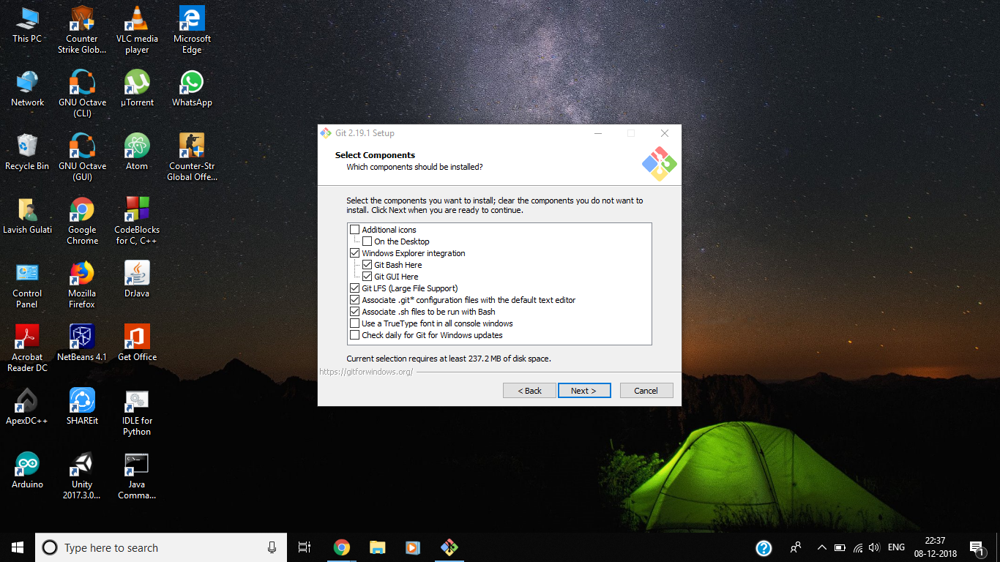 This PC
Counter
Strike Glob...
VLC media
player
Microsoft
Edge
Network
GNU Octave
(CLI)
µTorrent
WhatsApp
Recycle Bin
GNU Octave
(GUI)
Atom
Counter-Str
Global Offe...
Lavish Gulati
Google
Chrome
CodeBlocks
for C, C++
Control
Panel
Mozilla
Firefox
DrJava
Acrobat
Reader DC
NetBeans 4.1
Get Office
ApexDC++
SHAREit
IDLE for
Python
Arduino
Unity
2017.3.0...
Java
Comma...
Git 2.19.1 Setup
Select Components
Which components should be installed?
Select the components you want to install; clear the components you do not want to
install. Click Next when you are ready to continue.
Additional icons
On the Desktop
Windows Explorer integration
Git Bash Here
Git GUI Here
Git LFS (Large File Support)
Associate .git* configuration files with the default text editor
Associate .sh files to be run with Bash
Use a TrueType font in all console windows
Check daily for Git for Windows updates
Current selection requires at least 237.2 MB of disk space.
https://gitforwindows.org/
< Back
Next >
Cancel
Type here to search
ENG
22:37
08-12-2018
1